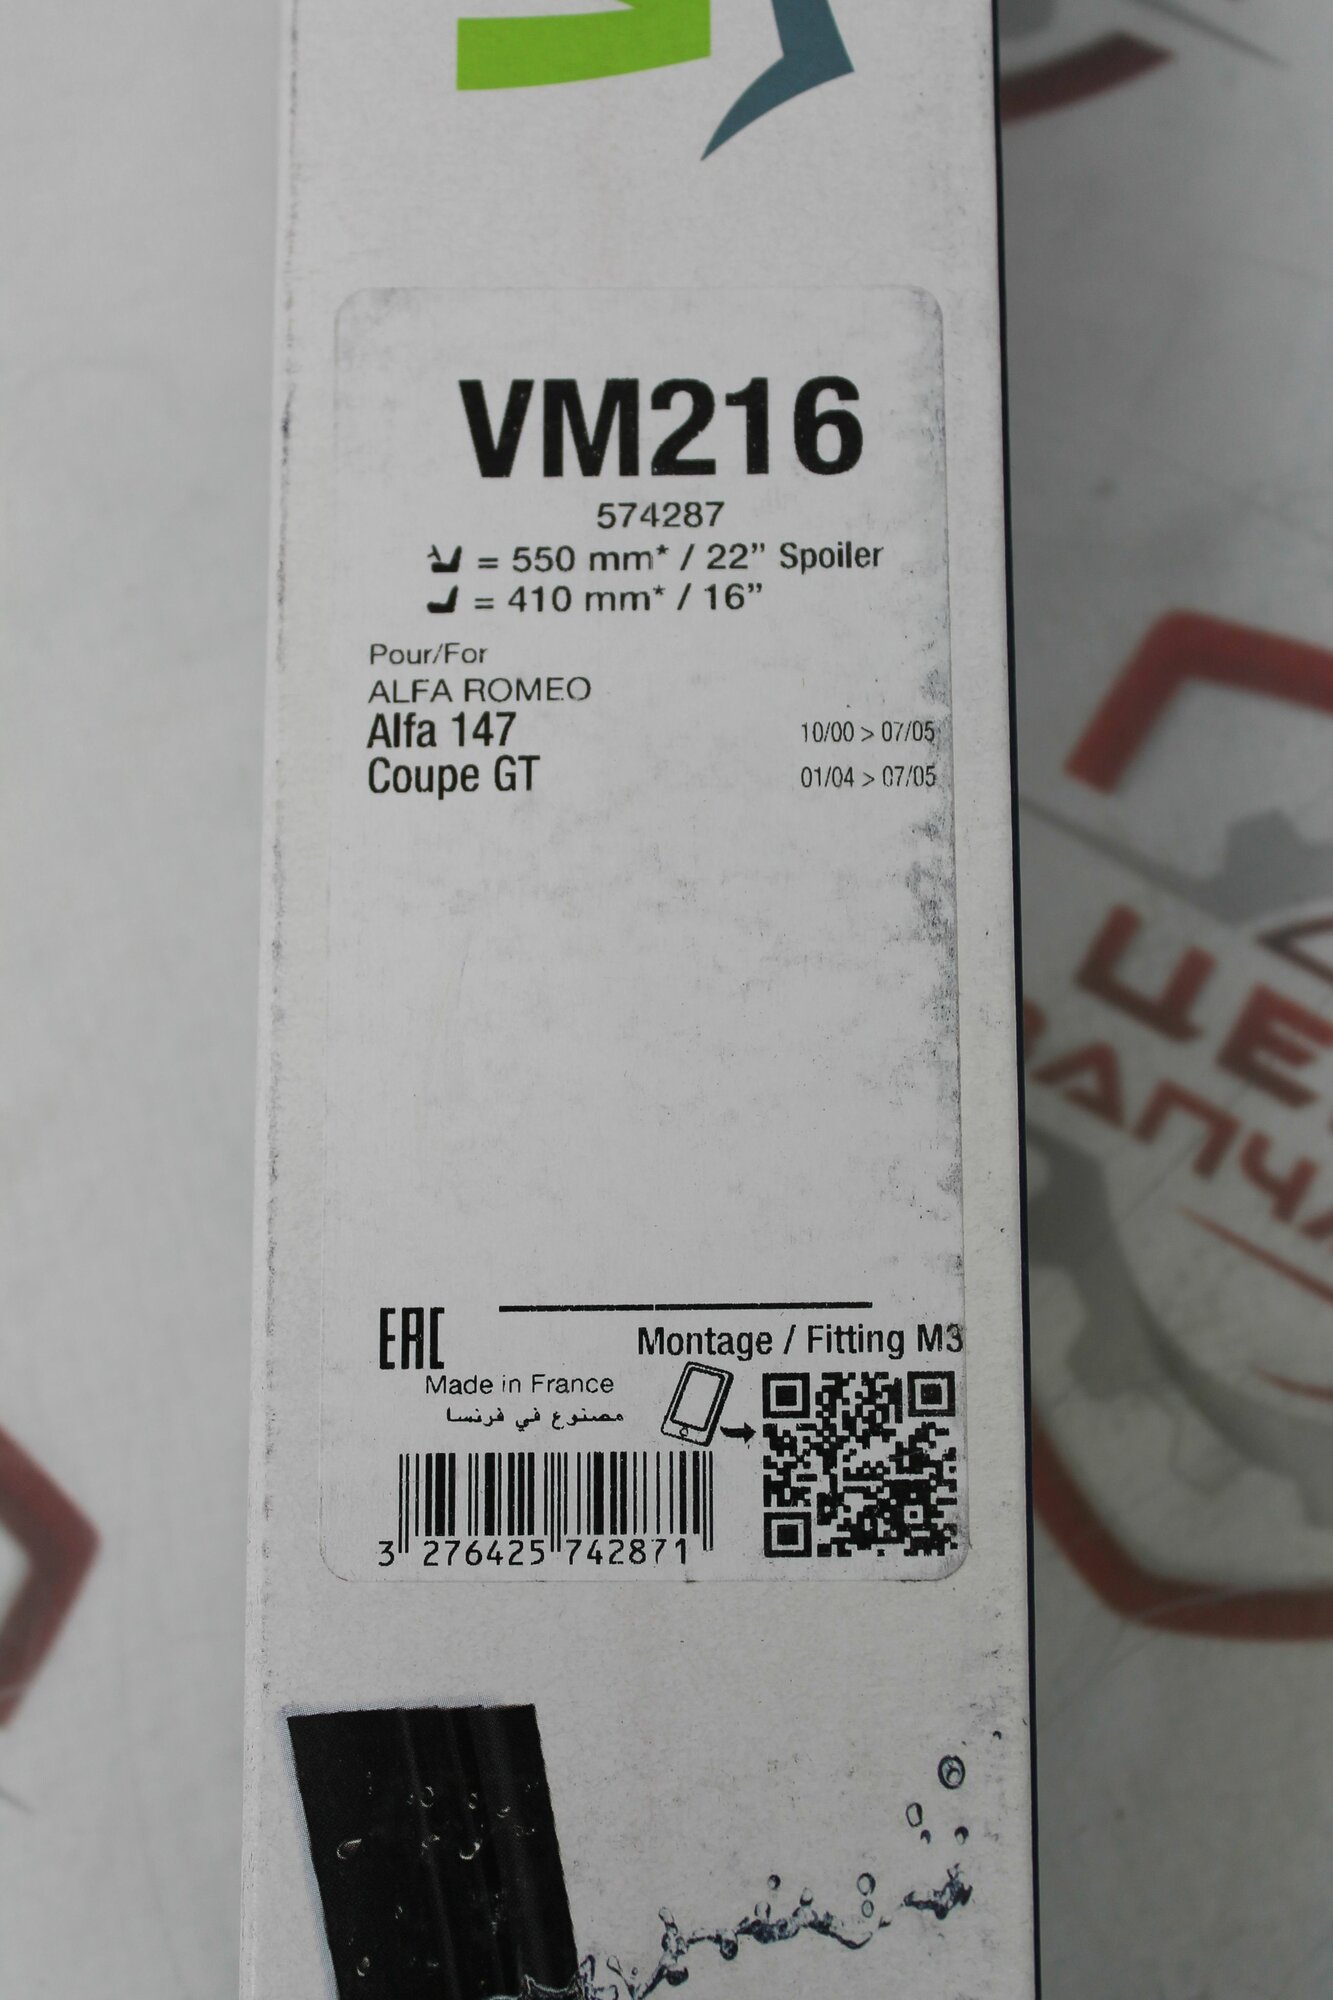 VM216
574287
= 550 mm* / 22” Spoiler
= 410 mm* / 16”
Pour/For
ALFA ROMEO
Alfa 147 10/00 > 07/05
Coupe GT 01/04 > 07/05
EAC
Montage / Fitting M3
Made in France
مصنوع في فرنسا
3 276425 742871